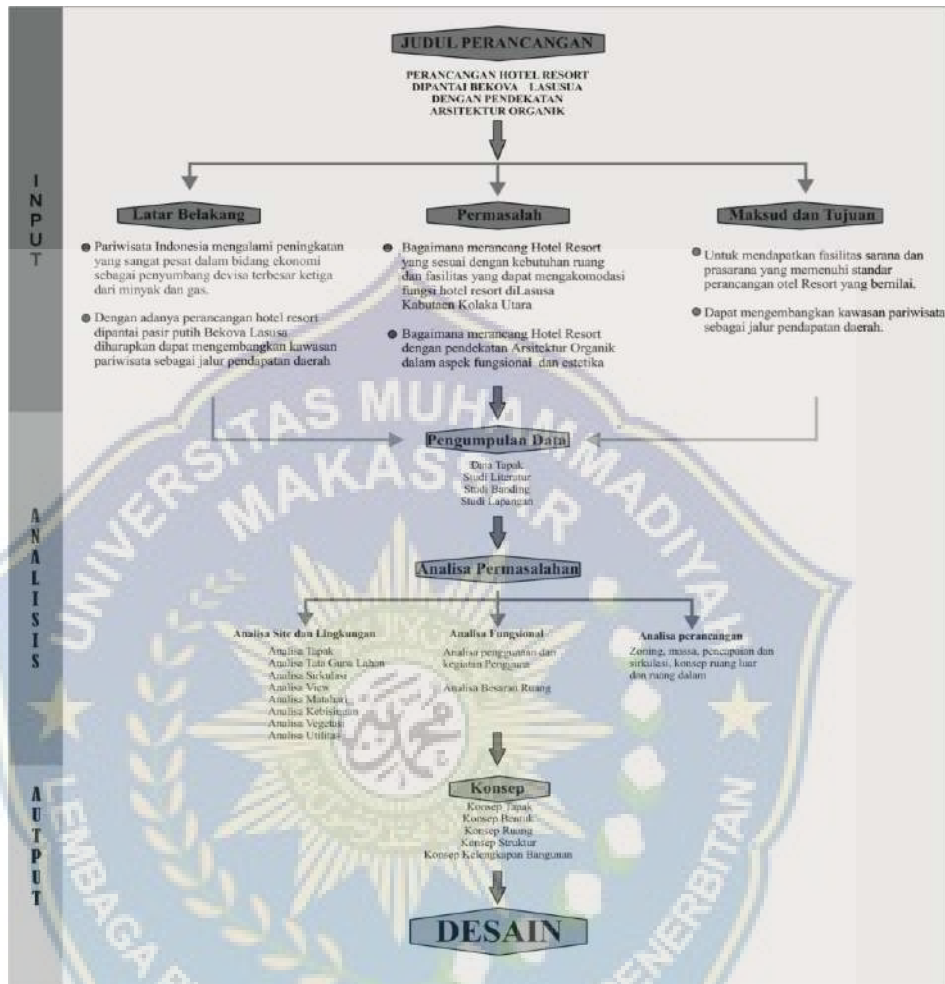 JUDUL PERANCANGAN
PERANCANGAN HOTEL RESORT
DIPANTAI BEKOVA LASUSUA
DENGAN PENDEKATAN
ARSITEKTUR ORGANIK
INPUT
Latar Belakang
Pariwisata Indonesia mengalami peningkatan
yang sangat pesat dalam bidang ekonomi
sebagai penyumbang devisa terbesar ketiga
dari minyak dan gas.
Dengan adanya perancangan hotel resort
dipantai pasir putih Bekova Lasusa
diharapkan dapat mengembangkan kawasan
pariwisata sebagai jalur pendapatan daerah
Permasalah
Bagaimana merancang Hotel Resort
yang sesuai dengan kebutuhan ruang
dan fasilitas yang dapat mengakomodasi
fungsi hotel resort diLasusa
Kabutaen Kolaka Utara
Bagaimana merancang Hotel Resort
dengan pendekatan Arsitektur Organik
dalam aspek fungsional dan estetika
Maksud dan Tujuan
Untuk mendapatkan fasilitas sarana dan
prasarana yang memenuhi standar
perancangan otel Resort yang bernilai.
Dapat mengembangkan kawasan pariwisata
sebagai jalur pendapatan daerah.
ANALISIS
Pengumpulan Data
Data Tapak
Studi Literatur
Studi Banding
Studi Lapangan
Analisa Permasalahan
Analisa Site dan Lingkungan
Analisa Tapak
Analisa Tata Guna Lahan
Analisa Sirkulasi
Analisa View
Analisa Matahari
Analisa Kebisingan
Analisa Vegetasi
Analisa Utilitas
Analisa Fungsional
Analisa penggunaan dan
kegiatan Pengguna
Analisa Besaran Ruang
Analisa perancangan
Zoning, massa, pencapaian dan
sirkulasi, konsep ruang luar
dan ruang dalam
AUTPUT
Konsep
Konsep Tapak
Konsep Bentuk
Konsep Ruang
Konsep Struktur
Konsep Kelengkapan Bangunan
DESAIN
UNIVERSITAS MUHAMMADIYAH
MAKASSAR
LEMBAGA
PENERBITAN